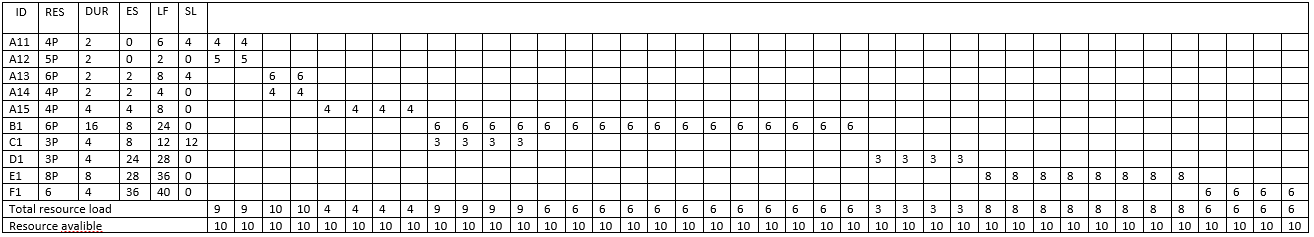 ID RES DUR ES LF SL
A11 4P 2 0 6 4 4 4
A12 5P 2 0 2 0 5 5
A13 6P 2 2 8 4 6 6
A14 4P 2 2 4 0 4 4
A15 4P 4 4 8 0 4 4 4 4
B1 6P 16 8 24 0 6 6 6 6 6 6 6 6 6 6 6 6 6 6 6 6
C1 3P 4 8 12 12 3 3 3 3
D1 3P 4 24 28 0 3 3 3 3
E1 8P 8 28 36 0 8 8 8 8 8 8 8 8
F1 6 4 36 40 0 6 6 6 6
Total resource load 9 9 10 10 4 4 4 4 9 9 9 9 6 6 6 6 6 6 6 6 6 6 6 6 3 3 3 3 8 8 8 8 8 8 8 8 6 6 6 6
Resource avalible 10 10 10 10 10 10 10 10 10 10 10 10 10 10 10 10 10 10 10 10 10 10 10 10 10 10 10 10 10 10 10 10 10 10 10 10 10 10 10 10